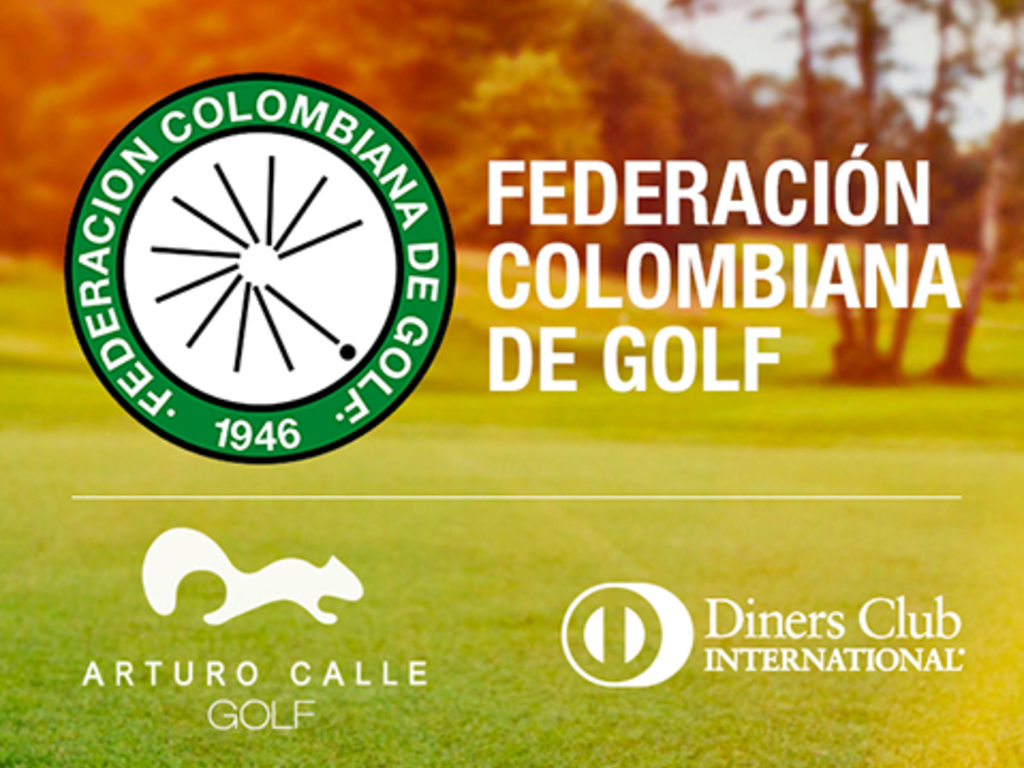 FEDERACION COLOMBIANA DE GOLF
1946
FEDERACIÓN
COLOMBIANA
DE GOLF
ARTURO CALLE
GOLF
Diners Club
INTERNATIONAL